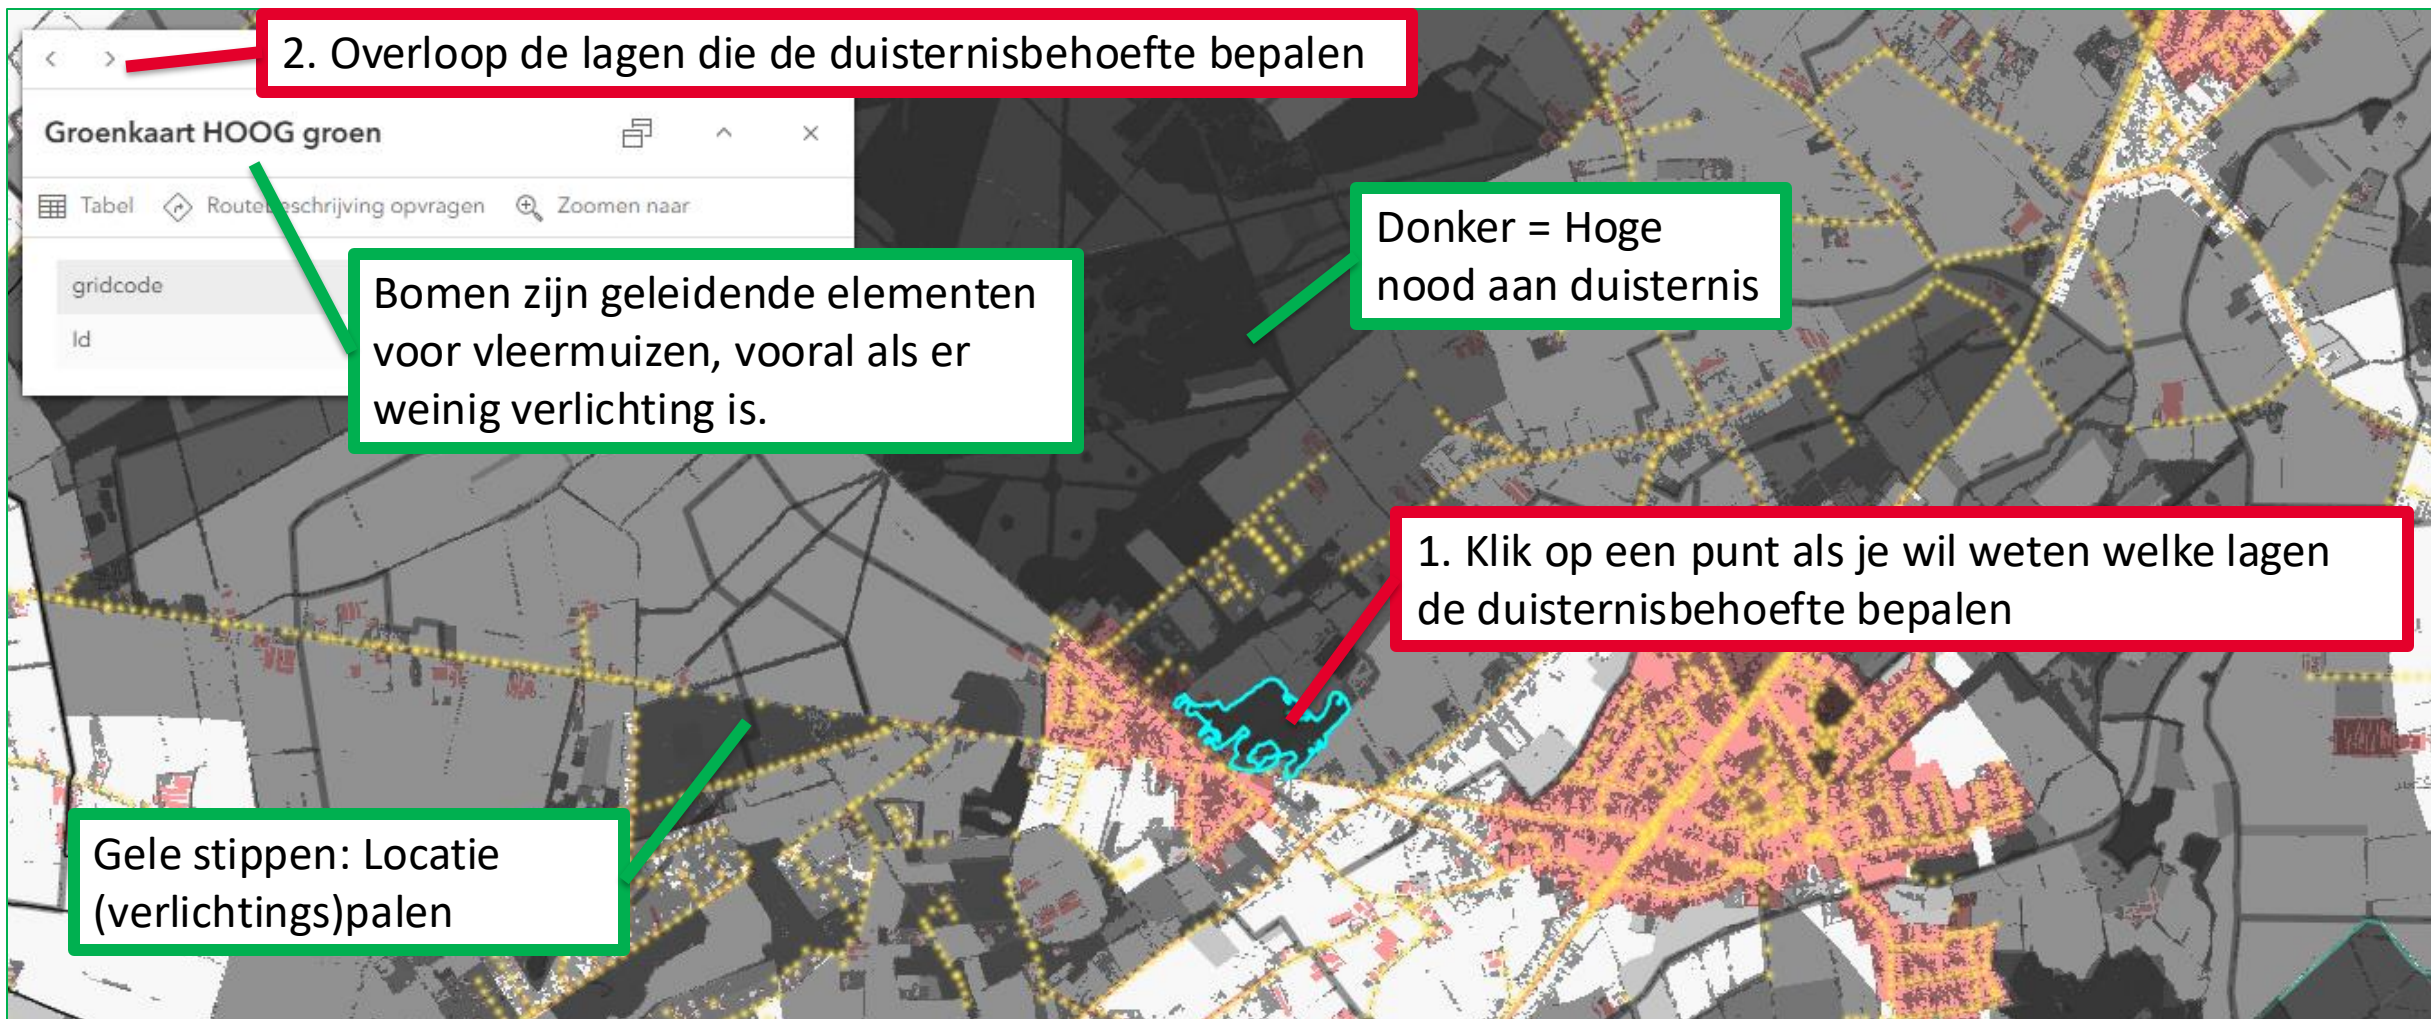 2. Overloop de lagen die de duisternisbehoefte bepalen
Groenkaart HOOG groen
Tabel
Routebeschrijving opvragen
Zoomen naar
gridcode
Id
Bomen zijn geleidende elementen
voor vleermuizen, vooral als er
weinig verlichting is.
Donker = Hoge
nood aan duisternis
1. Klik op een punt als je wil weten welke lagen
de duisternisbehoefte bepalen
Gele stippen: Locatie
(verlichtings)palen